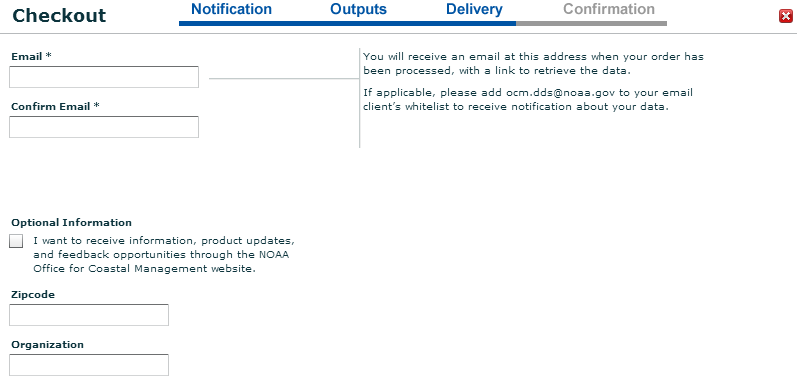 Checkout
Notification
Outputs
Delivery
Confirmation
Email *
You will receive an email at this address when your order has
been processed, with a link to retrieve the data.
If applicable, please add ocm.dds@noaa.gov to your email
client's whitelist to receive notification about your data.
Confirm Email *
Optional Information
I want to receive information, product updates,
and feedback opportunities through the NOAA
Office for Coastal Management website.
Zipcode
Organization